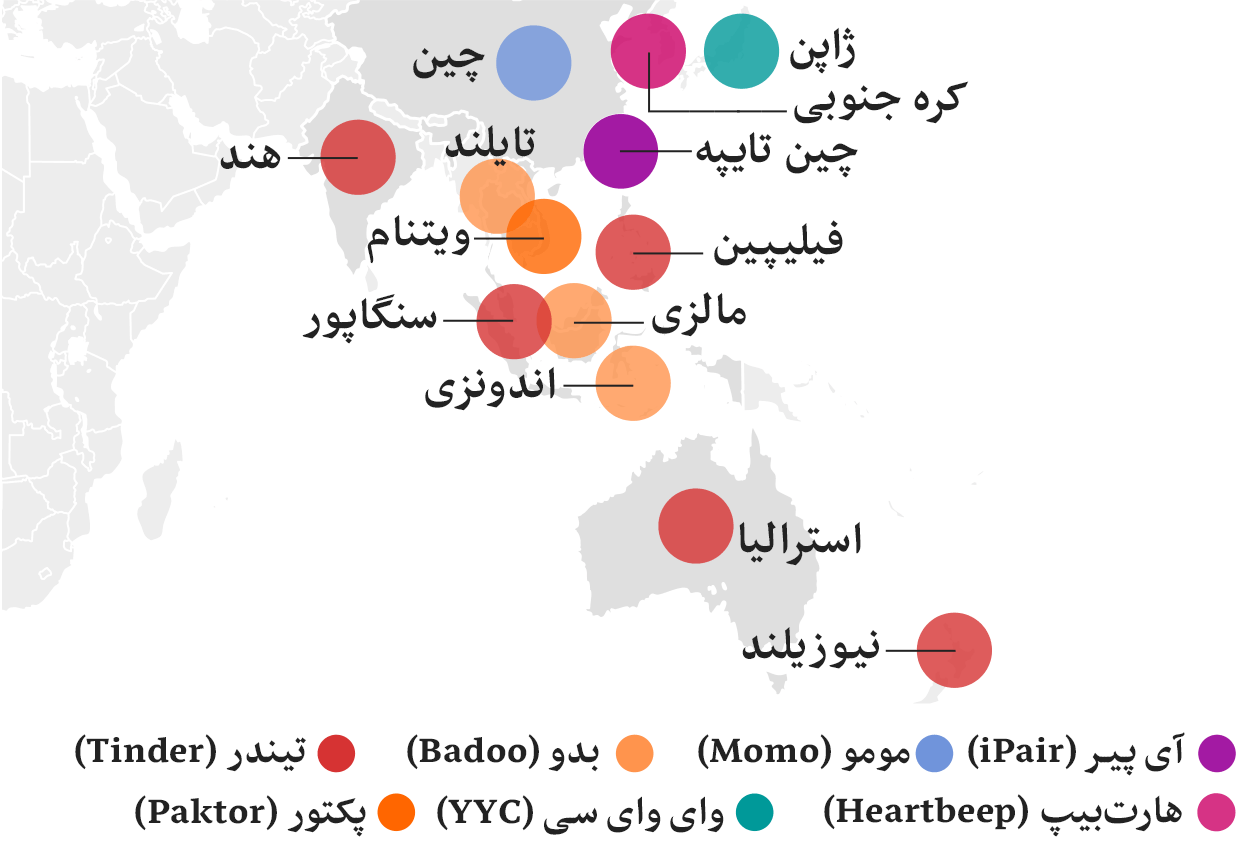 ژاپن
چین
کره جنوبی
تایلند
چین تایپه
هند
ویتنام
فیلیپین
سنگاپور
مالزی
اندونزی
استرالیا
نیوزیلند
آی پیر (iPair) مومو (Momo) بدو (Badoo) تیندر (Tinder)
هارت‌بیپ (Heartbeep) وای وای سی (YYC) پکتور (Paktor)